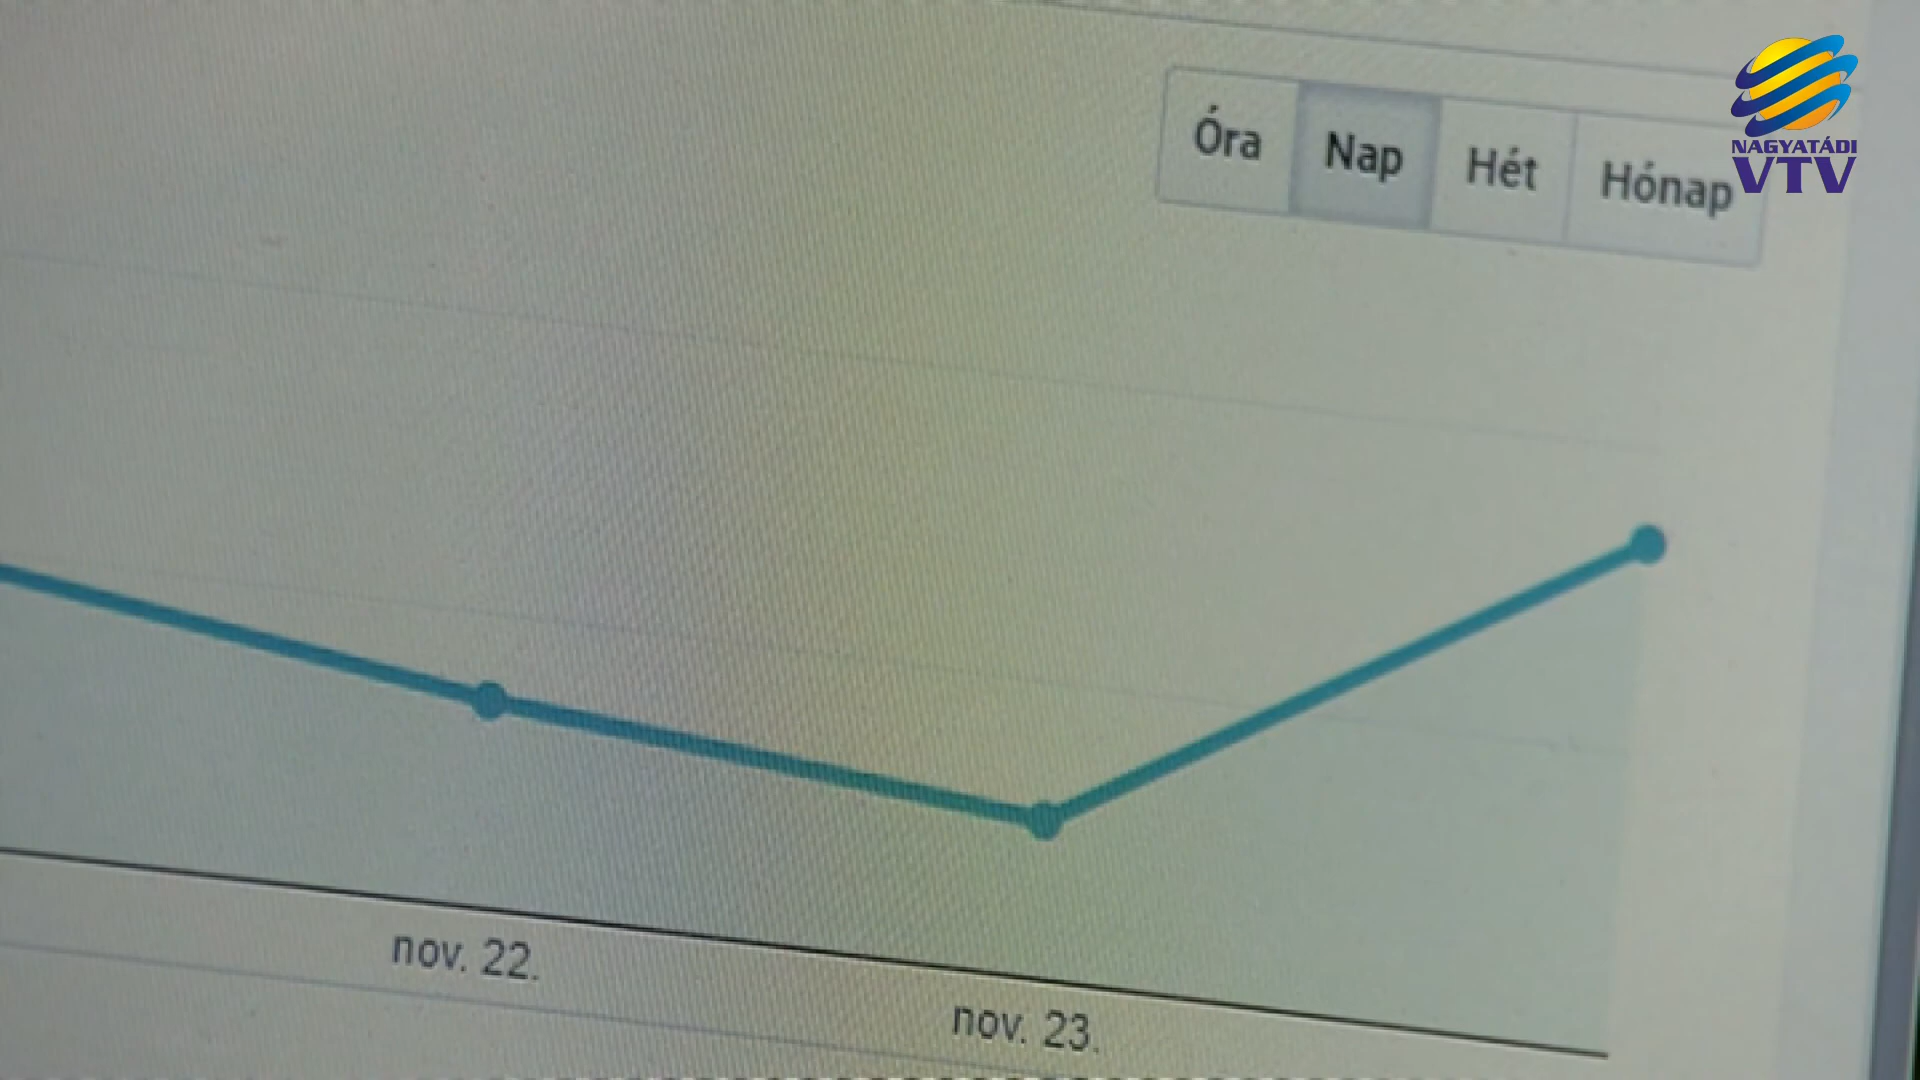 Óra Nap Hét Hónap
NAGYATÁDI
VTV
nov. 22.
nov. 23.